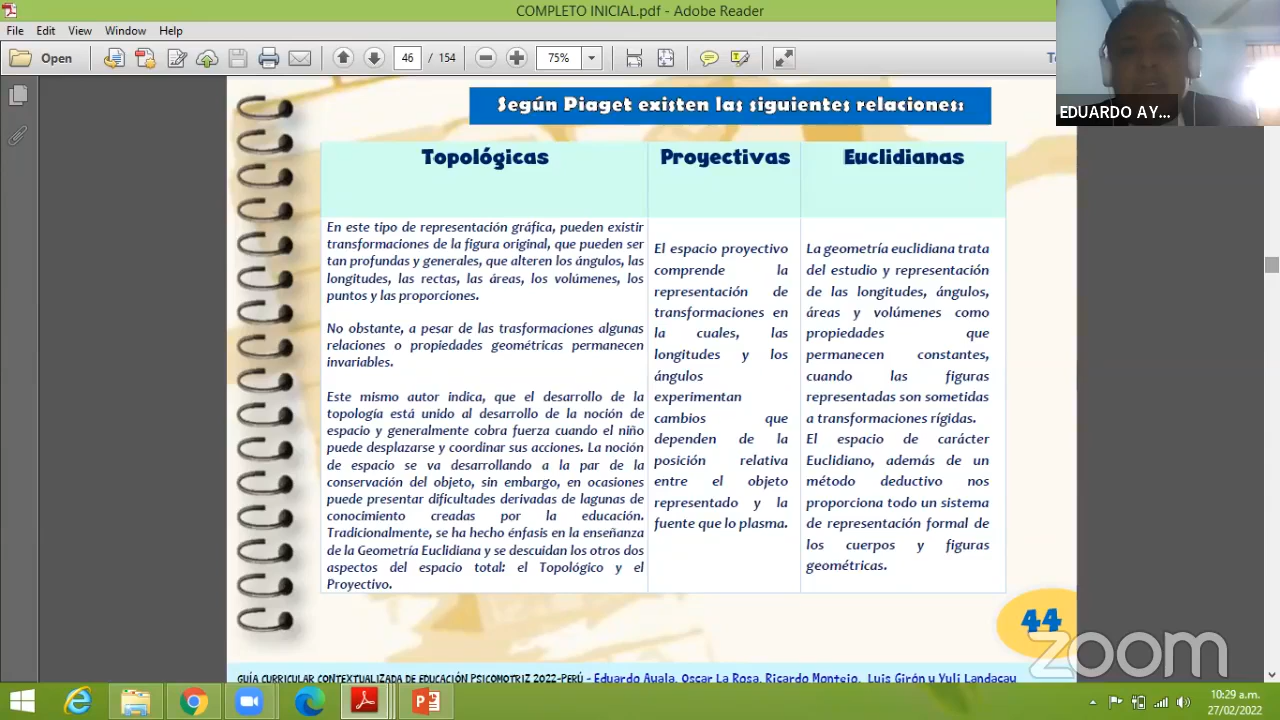 COMPLETO INICIAL.pdf - Adobe Reader
File Edit View Window Help
Open
46 / 154
75%
EDUARDO AY...
Según Piaget existen las siguientes relaciones:
Topológicas
En este tipo de representación gráfica, pueden existir
transformaciones de la figura original, que pueden ser
tan profundas y generales, que alteren los ángulos, las
longitudes, las rectas, las áreas, los volúmenes, los
puntos y las proporciones.
No obstante, a pesar de las trasformaciones algunas
relaciones o propiedades geométricas permanecen
invariables.
Este mismo autor indica, que el desarrollo de la
topología está unido al desarrollo de la noción de
espacio y generalmente cobra fuerza cuando el niño
puede desplazarse y coordinar sus acciones. La noción
de espacio se va desarrollando a la par de la
conservación del objeto, sin embargo, en ocasiones
puede presentar dificultades derivadas de lagunas de
conocimiento creadas por la educación.
Tradicionalmente, se ha hecho énfasis en la enseñanza
de la Geometría Euclidiana y se descuidan los otros dos
aspectos del espacio total: el Topológico y el
Proyectivo.
Proyectivas
El espacio proyectivo
comprende la
representación de
transformaciones en
la cuales, las
longitudes y los
ángulos
experimentan
cambios que
dependen de la
posición relativa
entre el objeto
representado y la
fuente que lo plasma.
Euclidianas
La geometría euclidiana trata
del estudio y representación
de las longitudes, ángulos,
áreas y volúmenes como
propiedades que
permanecen constantes,
cuando las figuras
representadas son sometidas
a transformaciones rígidas.
El espacio de carácter
Euclidiano, además de un
método deductivo nos
proporciona todo un sistema
de representación formal de
los cuerpos y figuras
geométricas.
44
zoom
GUÍA CURRICULAR CONTEXTUALIZADA DE EDUCACIÓN PSICOMOTRIZ 2022-PERÚ - Eduardo Ayala, Oscar La Rosa, Ricardo Montejo, Luis Girón y Yuli Landacay
10:29 a.m.
27/02/2022